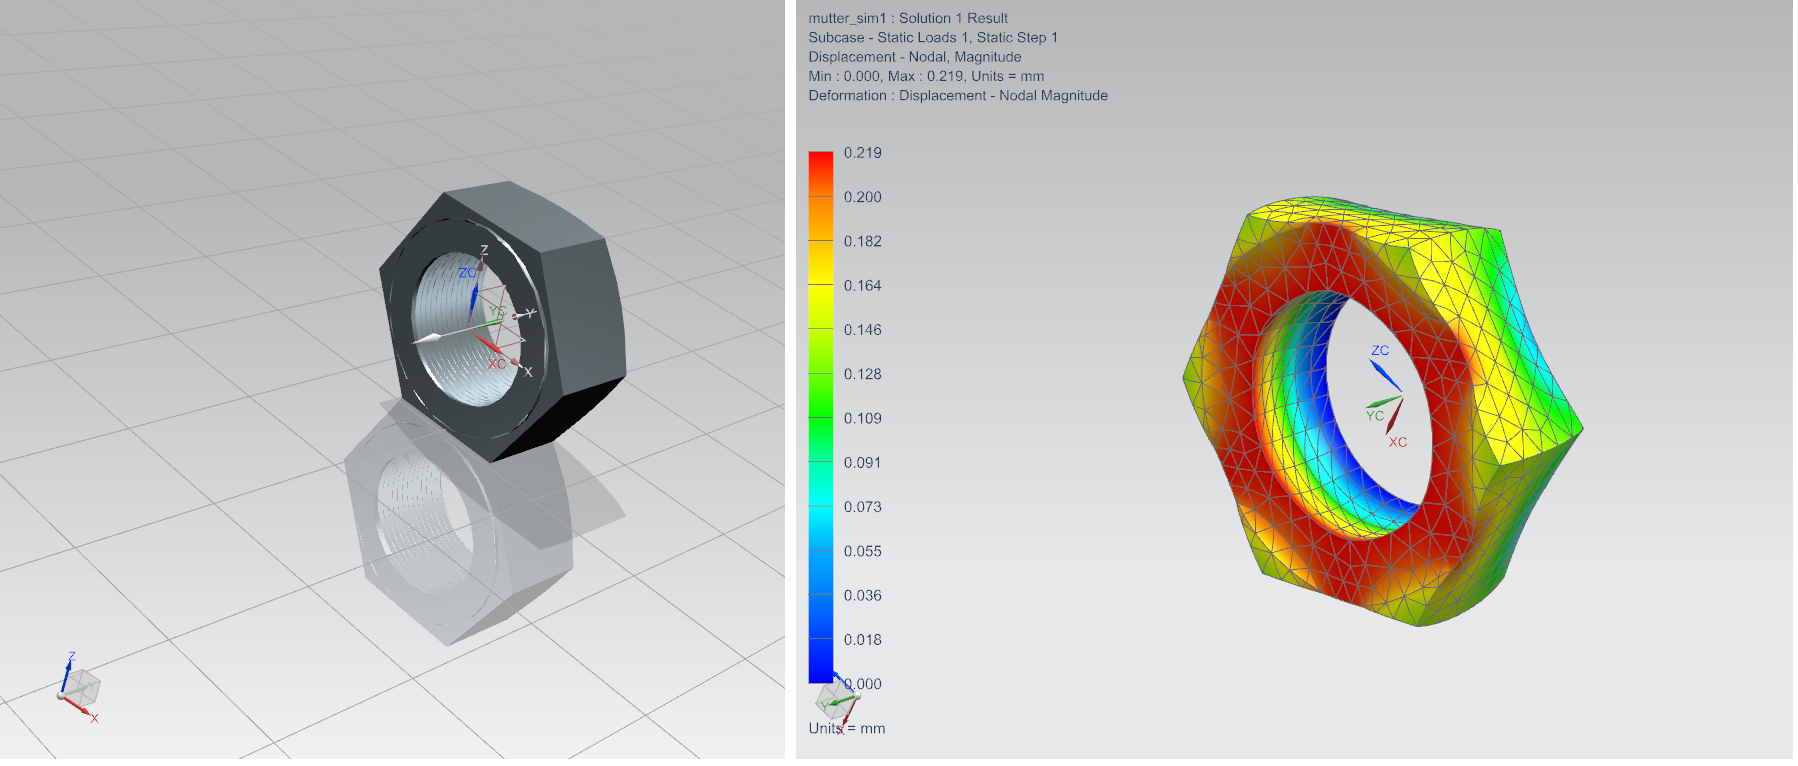 Z
ZC
YC
Y
XC
X
Z
Y
X
mutter_sim1 : Solution 1 Result
Subcase - Static Loads 1, Static Step 1
Displacement - Nodal, Magnitude
Min : 0.000, Max : 0.219, Units = mm
Deformation : Displacement - Nodal Magnitude
0.219
0.200
0.182
0.164
0.146
0.128
0.109
0.091
0.073
0.055
0.036
0.018
0.000
Units = mm
ZC
YC
XC
Y
X